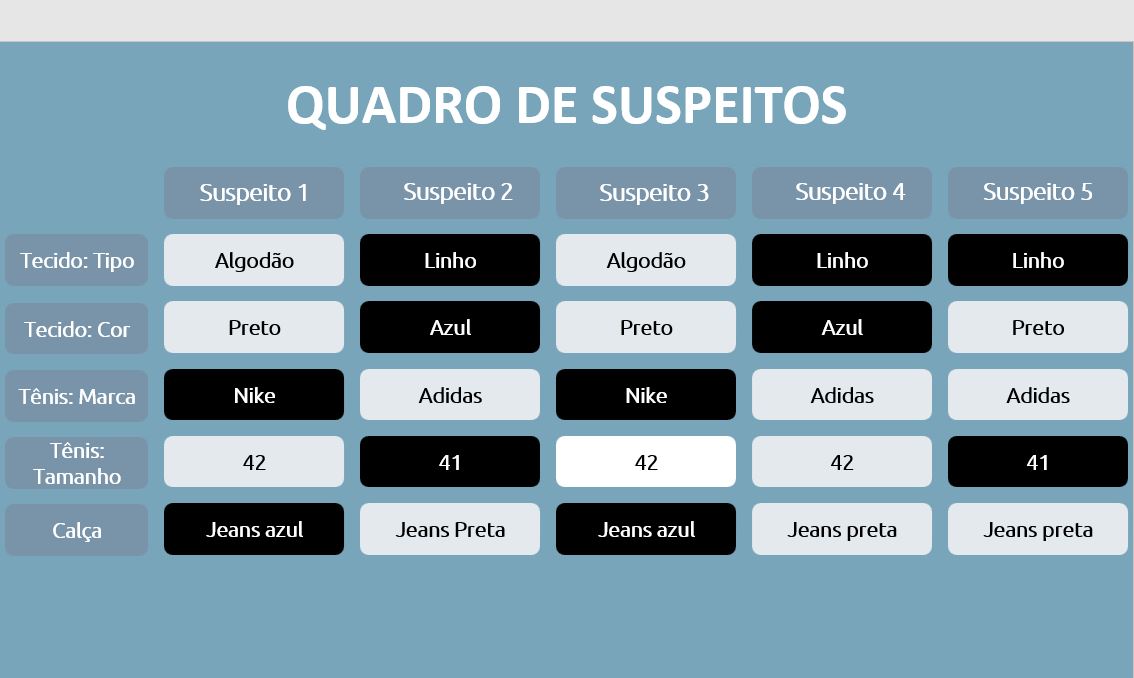 QUADRO DE SUSPEITOS
Suspeito 1 Suspeito 2 Suspeito 3 Suspeito 4 Suspeito 5
Tecido: Tipo Algodão Linho Algodão Linho Linho
Tecido: Cor Preto Azul Preto Azul Preto
Tênis: Marca Nike Adidas Nike Adidas Adidas
Tênis:
Tamanho 42 41 42 42 41
Calça Jeans azul Jeans Preta Jeans azul Jeans preta Jeans preta